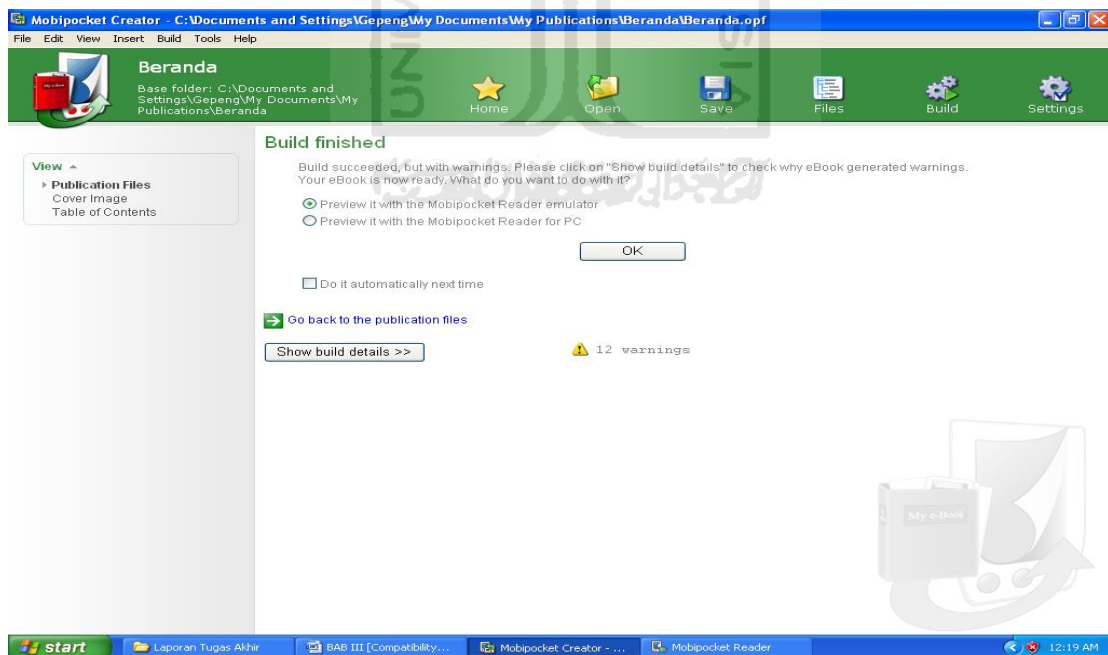 Mobipocket Creator - C:\Documents and Settings\Gepeng\My Documents\My Publications\Beranda\Beranda.opf
File Edit View Insert Build Tools Help
Beranda
Base folder: C:\Documents and
Settings\Gepeng\My Documents\My
Publications\Beranda
Home Open Save Files Build Settings
View
Publication Files
Cover Image
Table of Contents
Build finished
Build succeeded, but with warnings. Please click on "Show build details" to check why eBook generated warnings.
Your eBook is now ready. What do you want to do with it?
Preview it with the Mobipocket Reader emulator
Preview it with the Mobipocket Reader for PC
OK
Do it automatically next time
Go back to the publication files
Show build details >>
12 warnings
My e-Book
start
Laporan Tugas Akhir
BAB III [Compatibility...
Mobipocket Creator - ...
Mobipocket Reader
12:19 AM